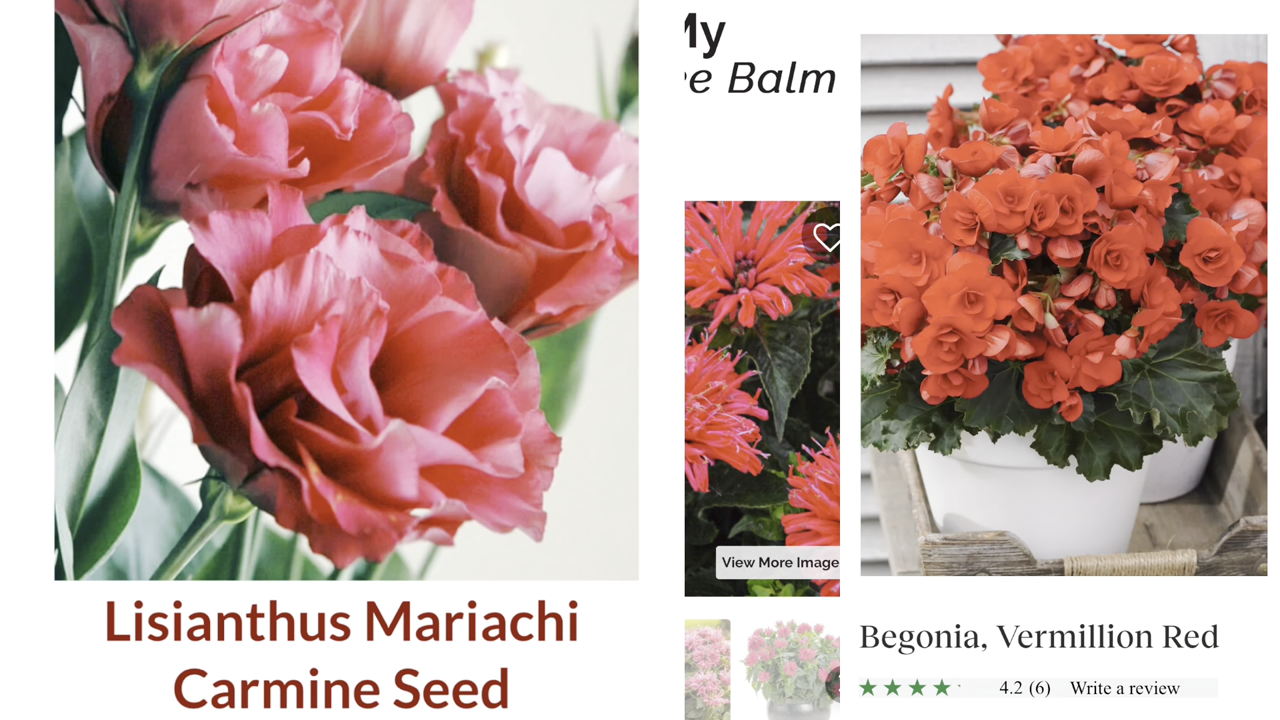 Lisianthus Mariachi
Carmine Seed
My
e Balm
View More Image
Begonia, Vermillion Red
4.2 (6) Write a review